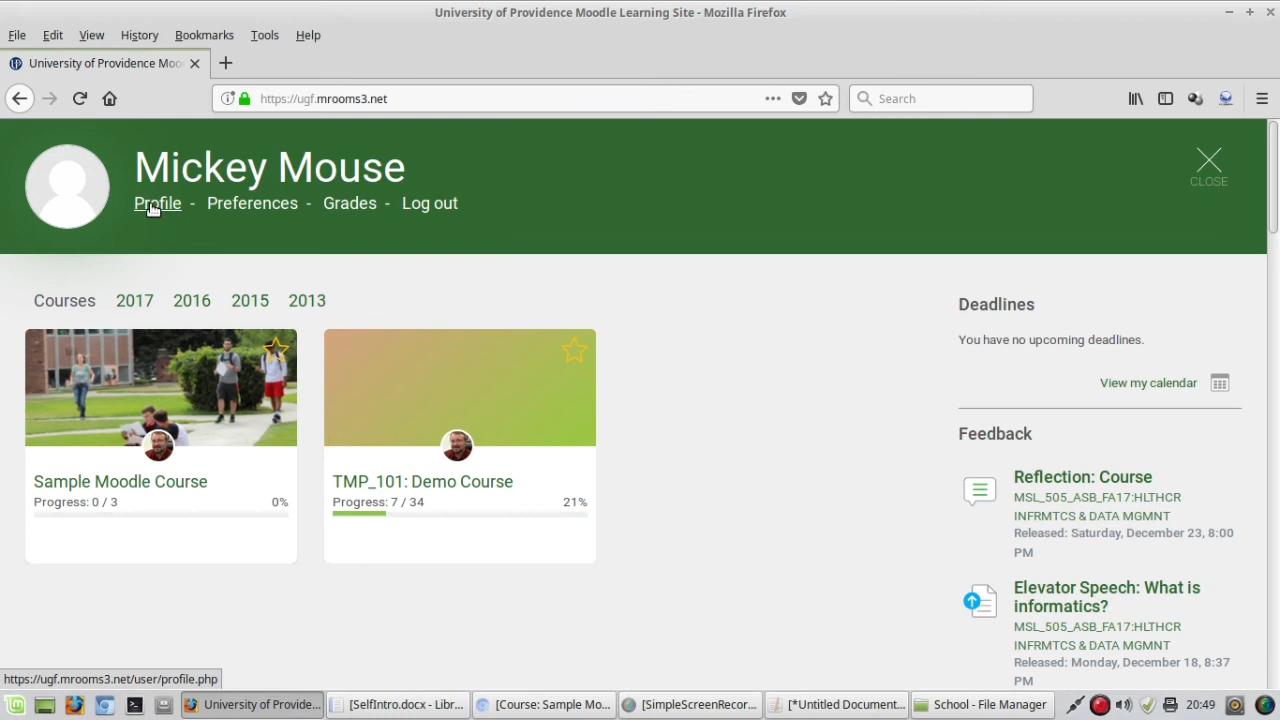 University of Providence Moodle Learning Site - Mozilla Firefox
File Edit View History Bookmarks Tools Help
University of Providence Moo
https://ugf.mrooms3.net
Search
Mickey Mouse
Profile - Preferences - Grades - Log out
CLOSE
Courses 2017 2016 2015 2013
Sample Moodle Course
Progress: 0 / 3 0%
TMP_101: Demo Course
Progress: 7 / 34 21%
Deadlines
You have no upcoming deadlines.
View my calendar
Feedback
Reflection: Course
MSL_505_ASB_FA17:HLTHCR
INFRMTCS & DATA MGMNT
Released: Saturday, December 23, 8:00
PM
Elevator Speech: What is
informatics?
MSL_505_ASB_FA17:HLTHCR
INFRMTCS & DATA MGMNT
Released: Monday, December 18, 8:37
PM
https://ugf.mrooms3.net/user/profile.php
University of Provide... [SelfIntro.docx - Libr... [Course: Sample Mo... [SimpleScreenRecor... [*Untitled Document... School - File Manager 20:49